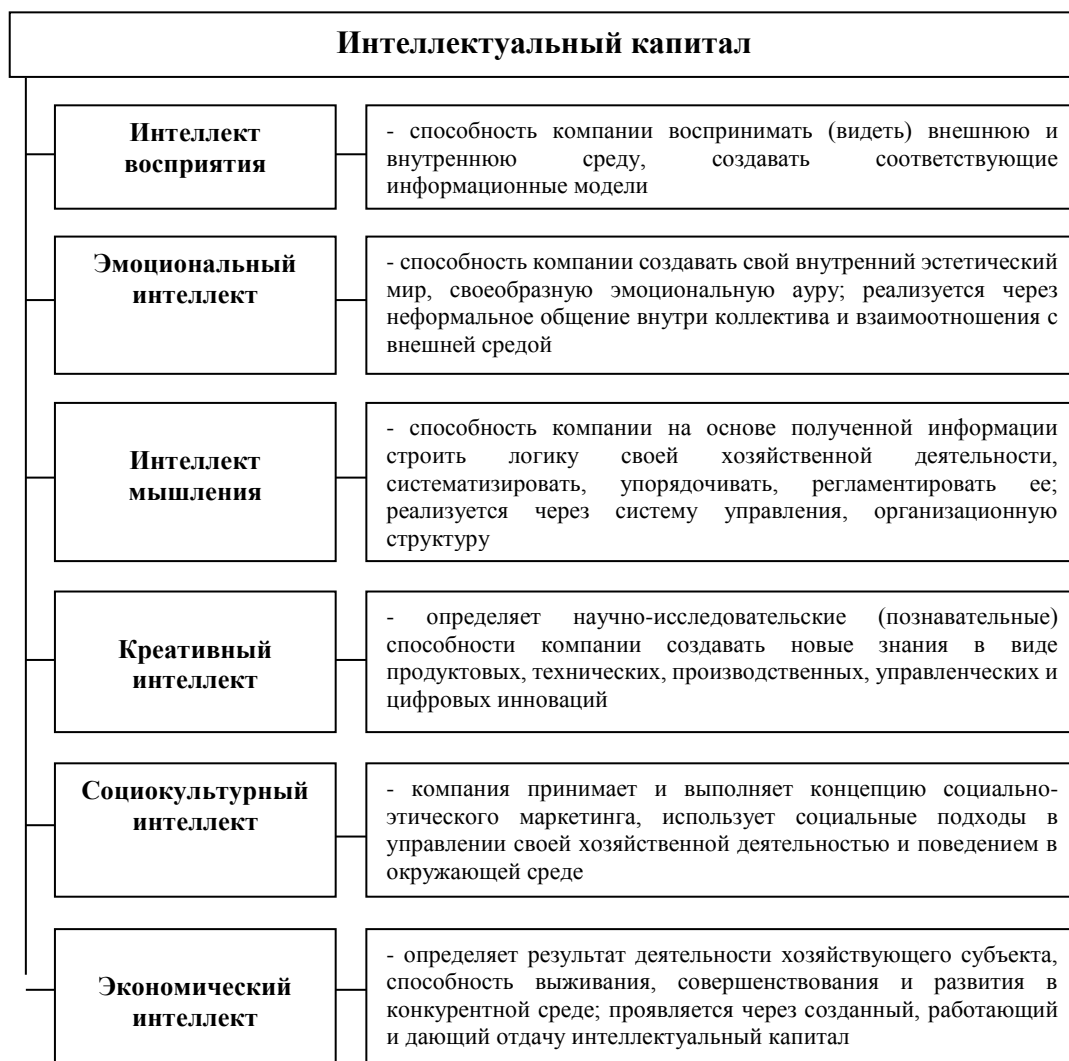 Интеллектуальный капитал
Интеллект
восприятия
- способность компании воспринимать (видеть) внешнюю и
внутреннюю среду, создавать соответствующие
информационные модели
Эмоциональный
интеллект
- способность компании создавать свой внутренний эстетический
мир, своеобразную эмоциональную ауру; реализуется через
неформальное общение внутри коллектива и взаимоотношения с
внешней средой
Интеллект
мышления
- способность компании на основе полученной информации
строить логику своей хозяйственной деятельности,
систематизировать, упорядочивать, регламентировать ее;
реализуется через систему управления, организационную
структуру
Креативный
интеллект
- определяет научно-исследовательские (познавательные)
способности компании создавать новые знания в виде
продуктовых, технических, производственных, управленческих и
цифровых инноваций
Социокультурный
интеллект
- компания принимает и выполняет концепцию социально-
этического маркетинга, использует социальные подходы в
управлении своей хозяйственной деятельностью и поведением в
окружающей среде
Экономический
интеллект
- определяет результат деятельности хозяйствующего субъекта,
способность выживания, совершенствования и развития в
конкурентной среде; проявляется через созданный, работающий
и дающий отдачу интеллектуальный капитал